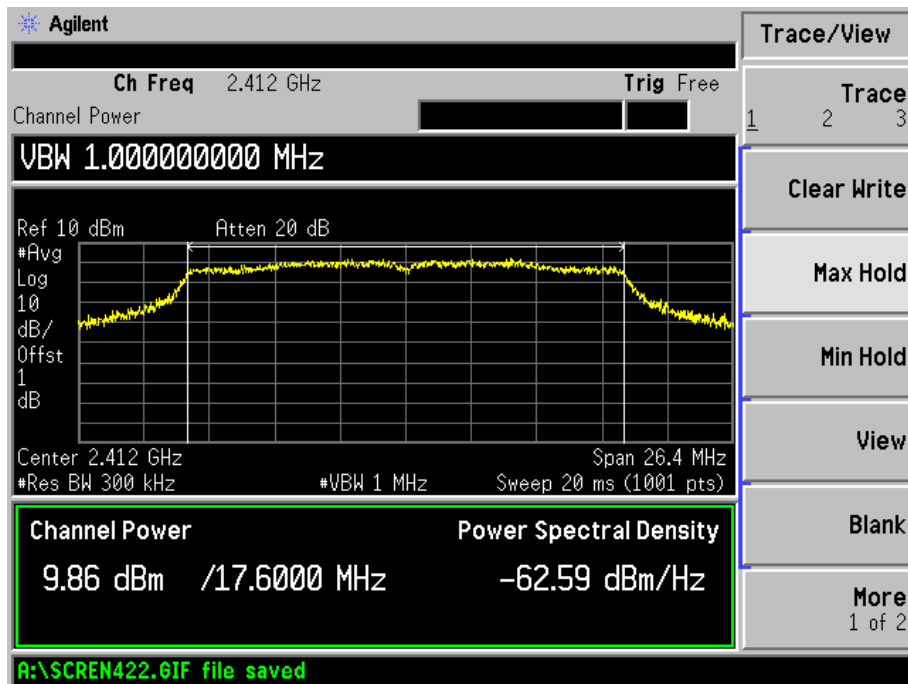 Agilent
Trace/View
Ch Freq 2.412 GHz Trig Free
Channel Power
Trace
1 2 3
VBW 1.000000000 MHz
Clear Write
Ref 10 dBm Atten 20 dB
#Avg
Log
10
dB/
Offst
1
dB
Max Hold
Min Hold
View
Center 2.412 GHz Span 26.4 MHz
#Res BW 300 kHz #VBW 1 MHz Sweep 20 ms (1001 pts)
Channel Power Power Spectral Density
9.86 dBm /17.6000 MHz -62.59 dBm/Hz
Blank
More
1 of 2
A:\SCREN422.GIF file saved